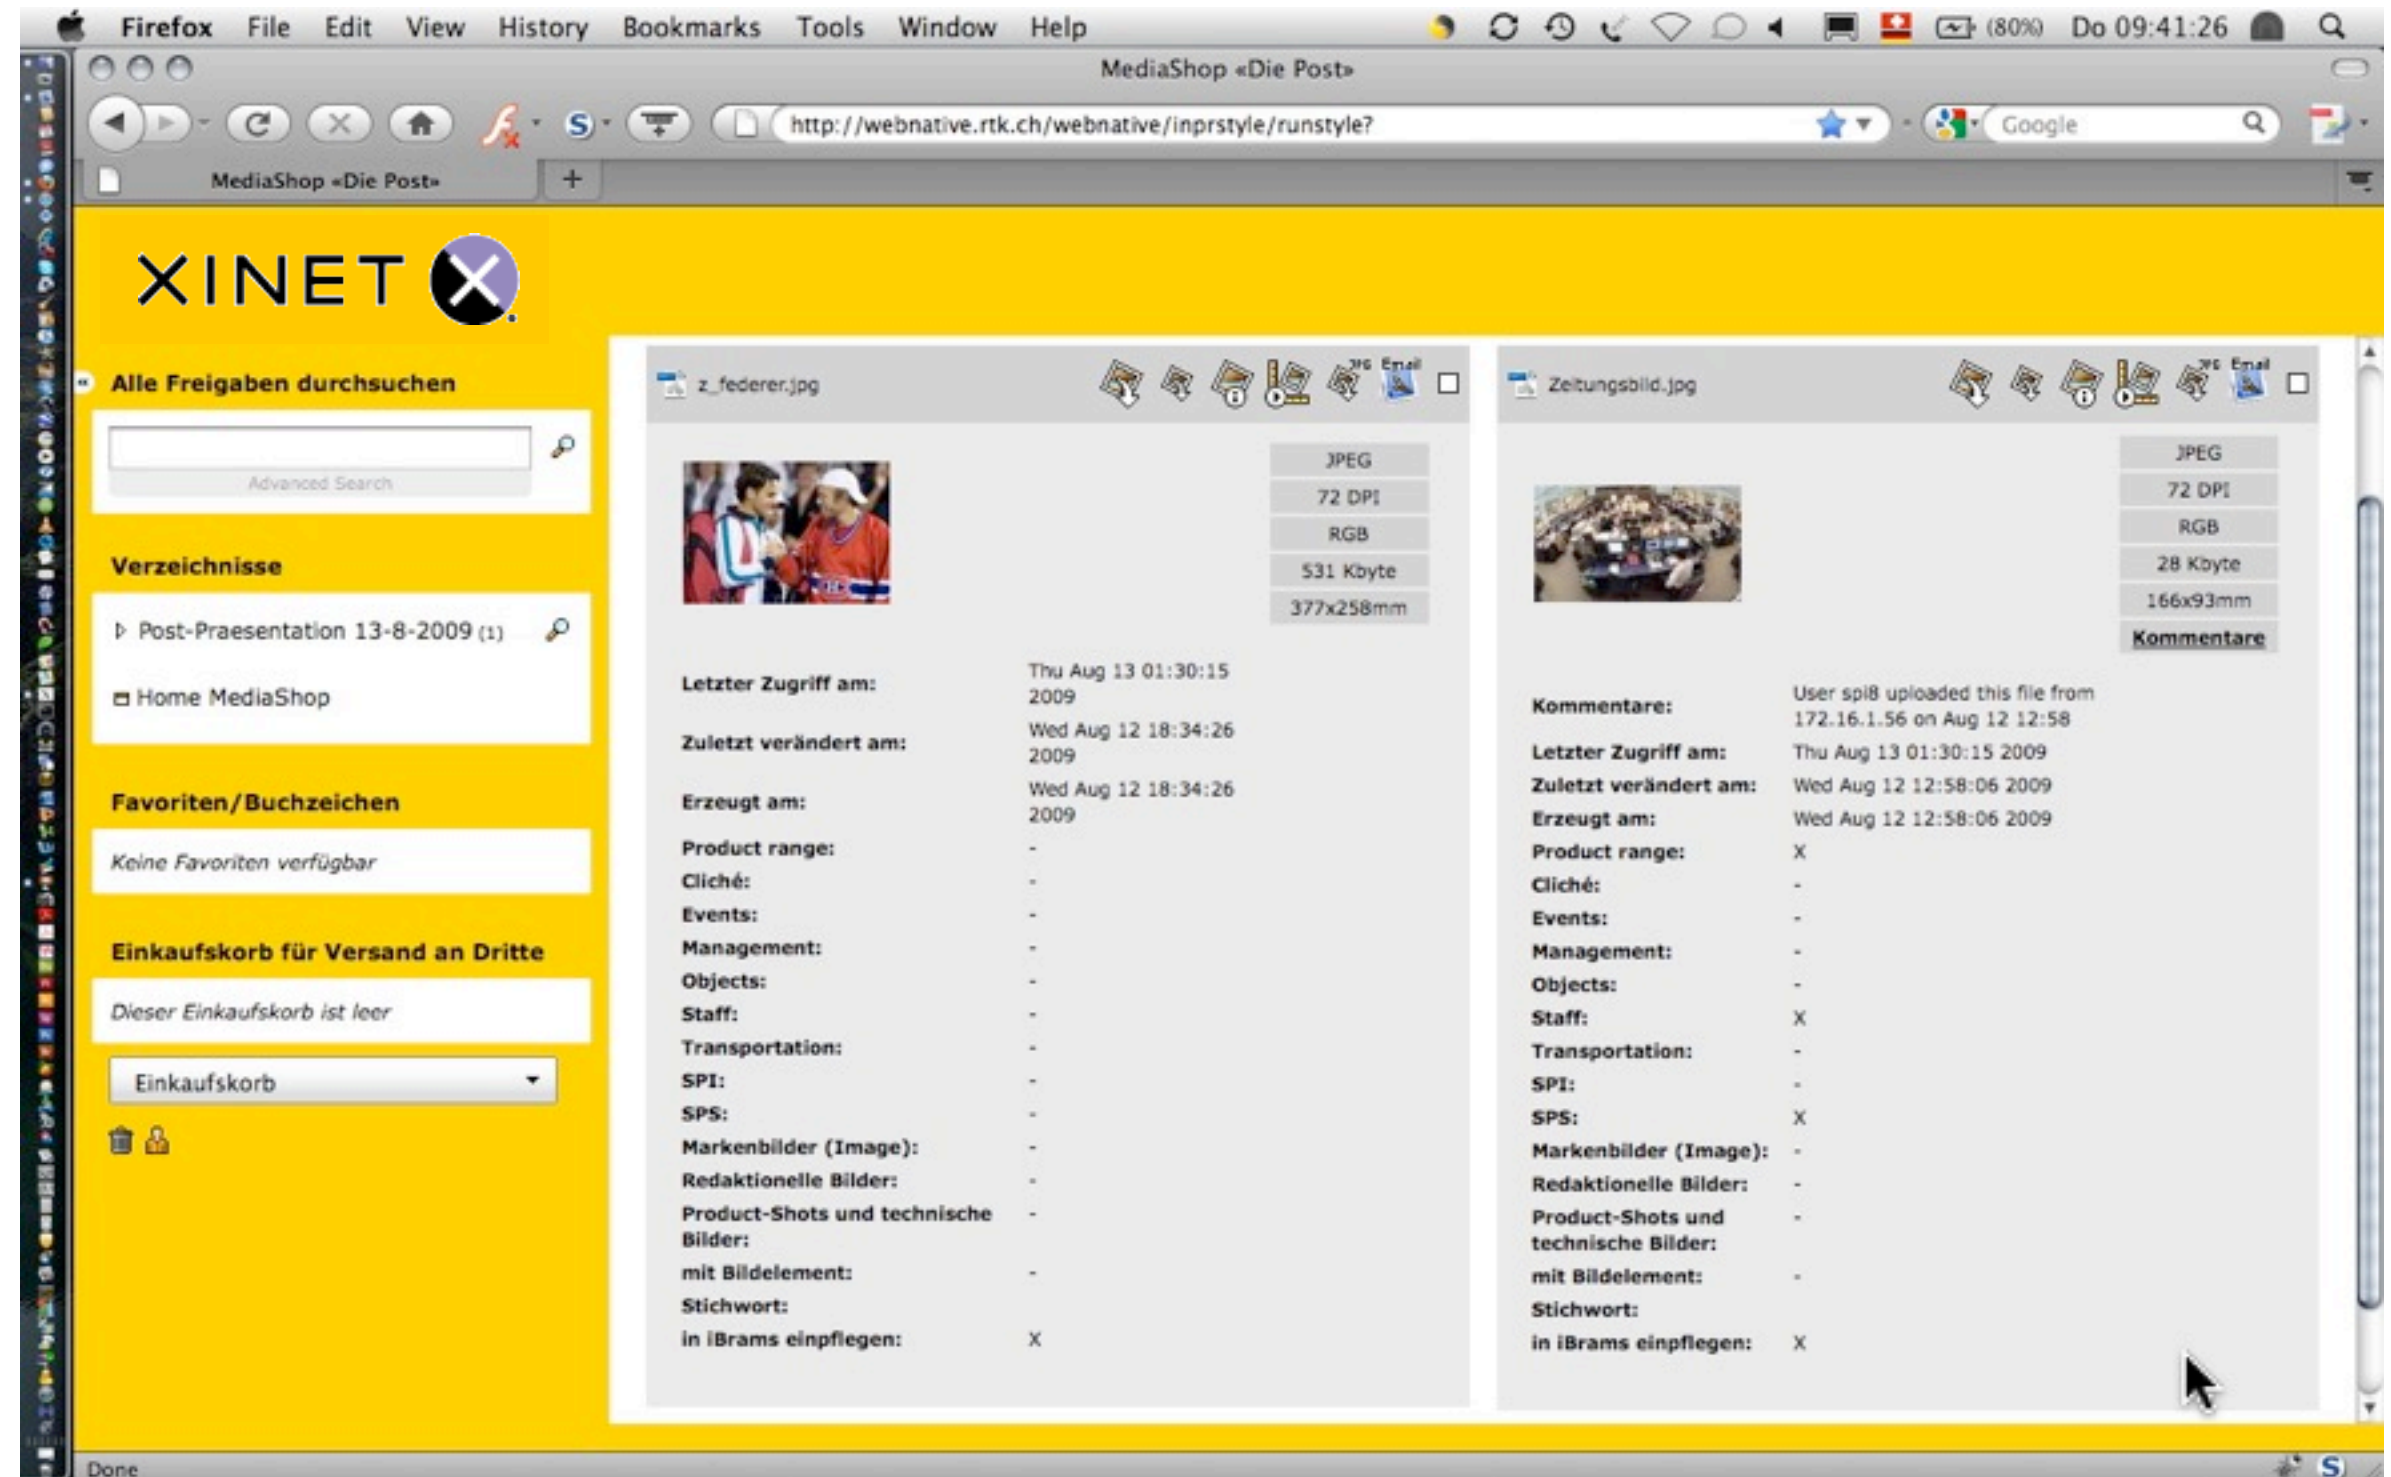 Firefox File Edit View History Bookmarks Tools Window Help (80%) Do 09:41:26
MediaShop «Die Post»
http://webnative.rtk.ch/webnative/inprstyle/runstyle? Google
MediaShop «Die Post» +
XINET
Alle Freigaben durchsuchen
Advanced Search
Verzeichnisse
Post-Praesentation 13-8-2009 (1)
Home MediaShop
Favoriten/Buchzeichen
Keine Favoriten verfügbar
Einkaufskorb für Versand an Dritte
Dieser Einkaufskorb ist leer
Einkaufskorb
z_federer.jpg JPG Email
JPEG
72 DPI
RGB
531 Kbyte
377x258mm
Letzter Zugriff am: Thu Aug 13 01:30:15
2009
Zuletzt verändert am: Wed Aug 12 18:34:26
2009
Erzeugt am: Wed Aug 12 18:34:26
2009
Product range: -
Cliché: -
Events: -
Management: -
Objects: -
Staff: -
Transportation: -
SPI: -
SPS: -
Markenbilder (Image): -
Redaktionelle Bilder: -
Product-Shots und technische -
Bilder:
mit Bildelement: -
Stichwort:
in iBrams einpflegen: X
Zeitungsbild.jpg JPG Email
JPEG
72 DPI
RGB
28 Kbyte
166x93mm
Kommentare
Kommentare: User spi8 uploaded this file from
172.16.1.56 on Aug 12 12:58
Letzter Zugriff am: Thu Aug 13 01:30:15 2009
Zuletzt verändert am: Wed Aug 12 12:58:06 2009
Erzeugt am: Wed Aug 12 12:58:06 2009
Product range: X
Cliché: -
Events: -
Management: -
Objects: -
Staff: X
Transportation: -
SPI: -
SPS: X
Markenbilder (Image): -
Redaktionelle Bilder: -
Product-Shots und -
technische Bilder:
mit Bildelement: -
Stichwort:
in iBrams einpflegen: X
Done